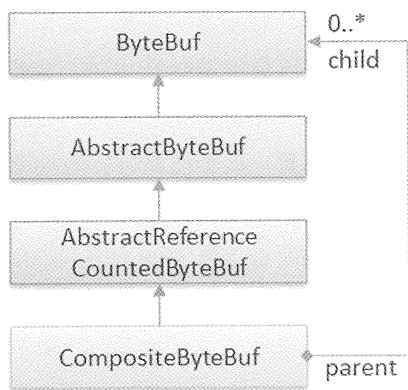 ByteBuf
0..*
child
AbstractByteBuf
AbstractReference
CountedByteBuf
CompositeByteBuf
parent